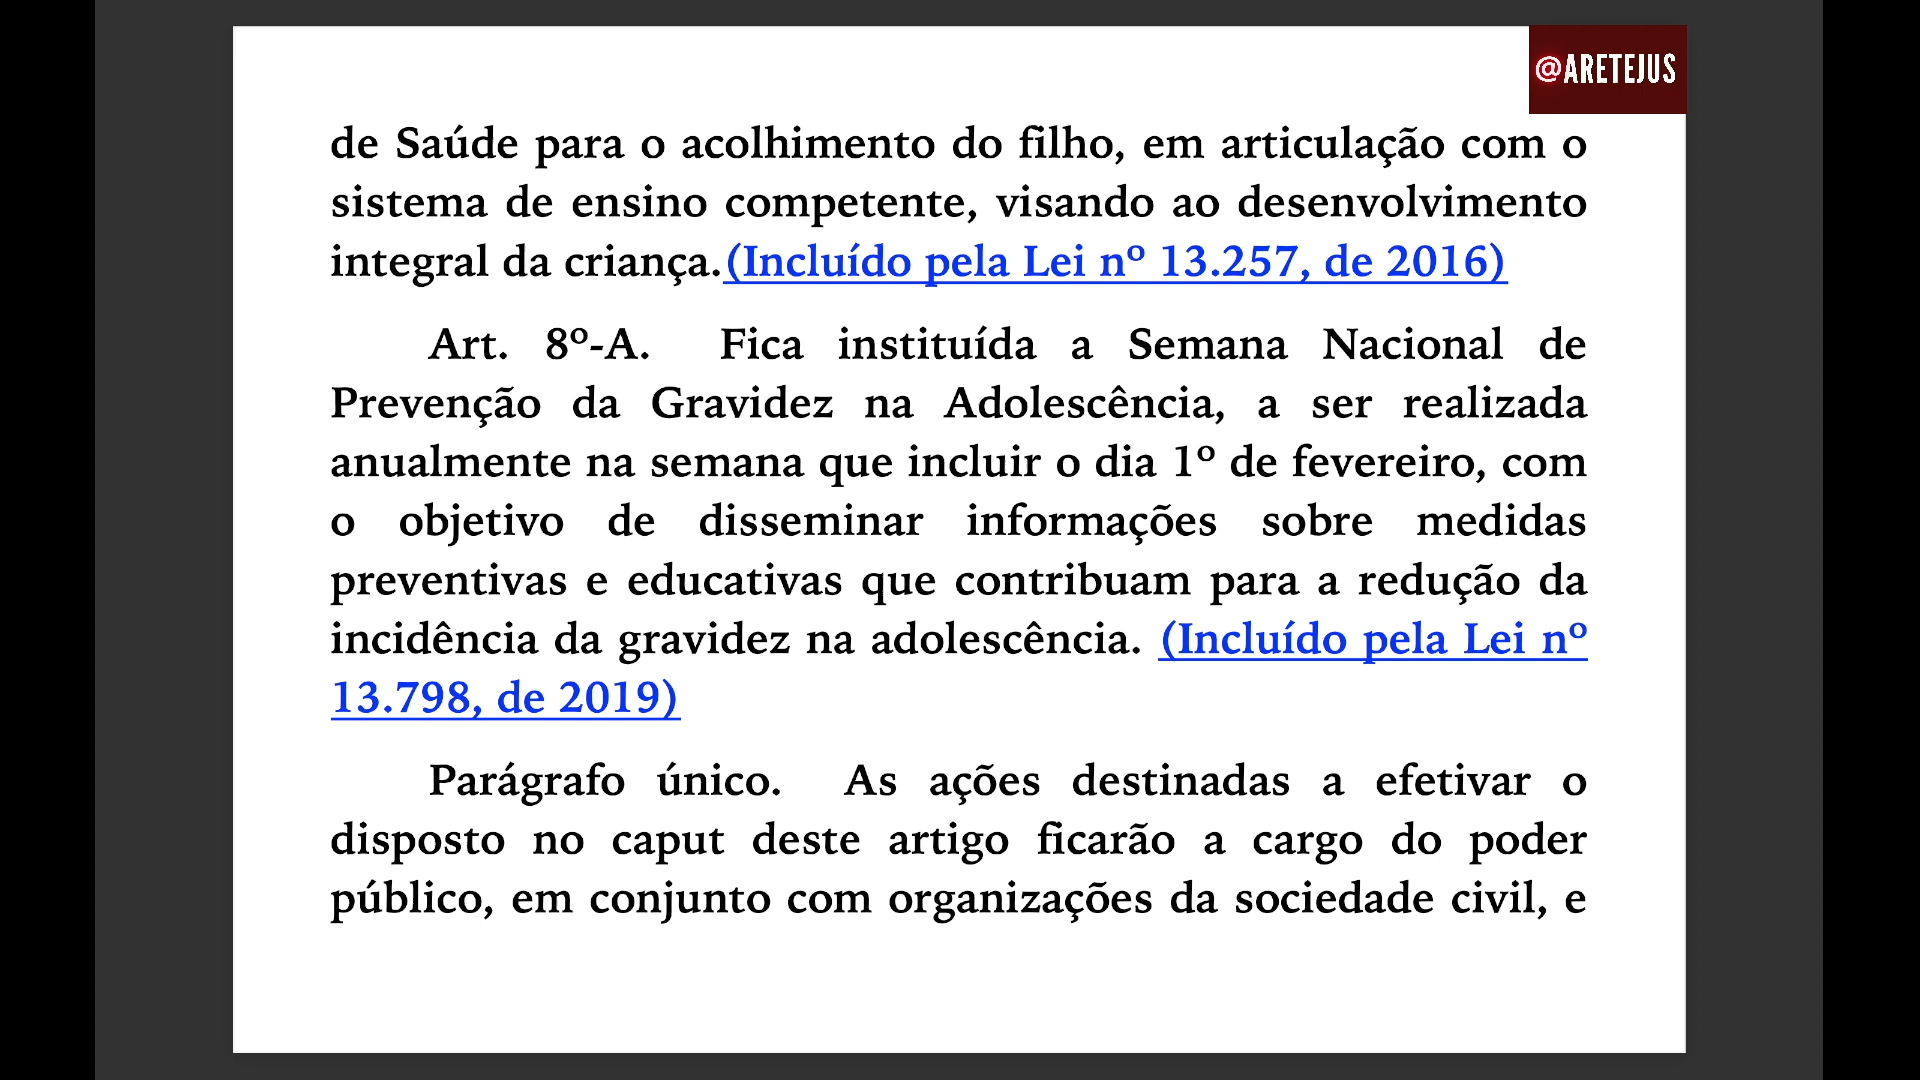 @ARETEJUS
de Saúde para o acolhimento do filho, em articulação com o
sistema de ensino competente, visando ao desenvolvimento
integral da criança. (Incluído pela Lei nº 13.257, de 2016)
Art. 8º-A. Fica instituída a Semana Nacional de
Prevenção da Gravidez na Adolescência, a ser realizada
anualmente na semana que incluir o dia 1º de fevereiro, com
o objetivo de disseminar informações sobre medidas
preventivas e educativas que contribuam para a redução da
incidência da gravidez na adolescência. (Incluído pela Lei nº
13.798, de 2019)
Parágrafo único. As ações destinadas a efetivar o
disposto no caput deste artigo ficarão a cargo do poder
público, em conjunto com organizações da sociedade civil, e